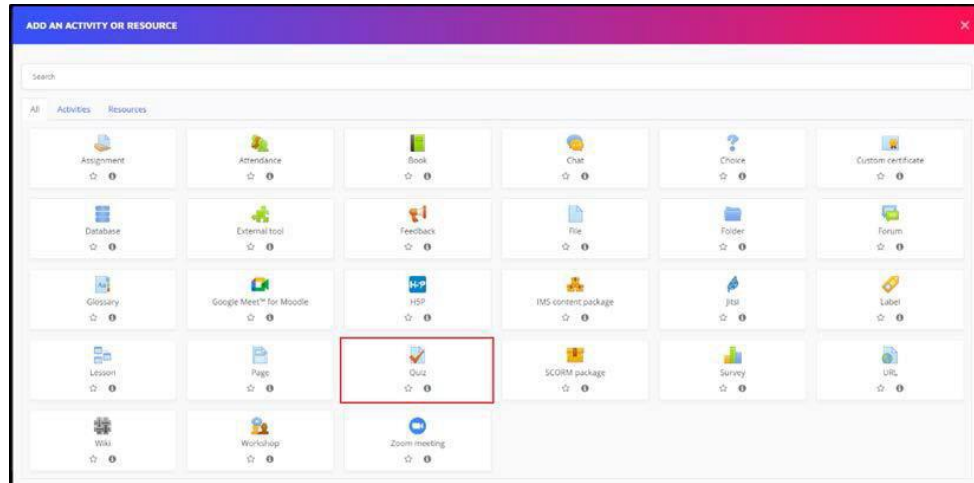 ADD AN ACTIVITY OR RESOURCE
Search
All Activities Resources
Assignment Attendance Book Chat Choice Custom certificate
Database External tool Feedback File Folder Forum
Glossary Google Meet™ for Moodle H5P IMS content package Jitsi Label
Lesson Page Quiz SCORM package Survey URL
Wiki Workshop Zoom meeting